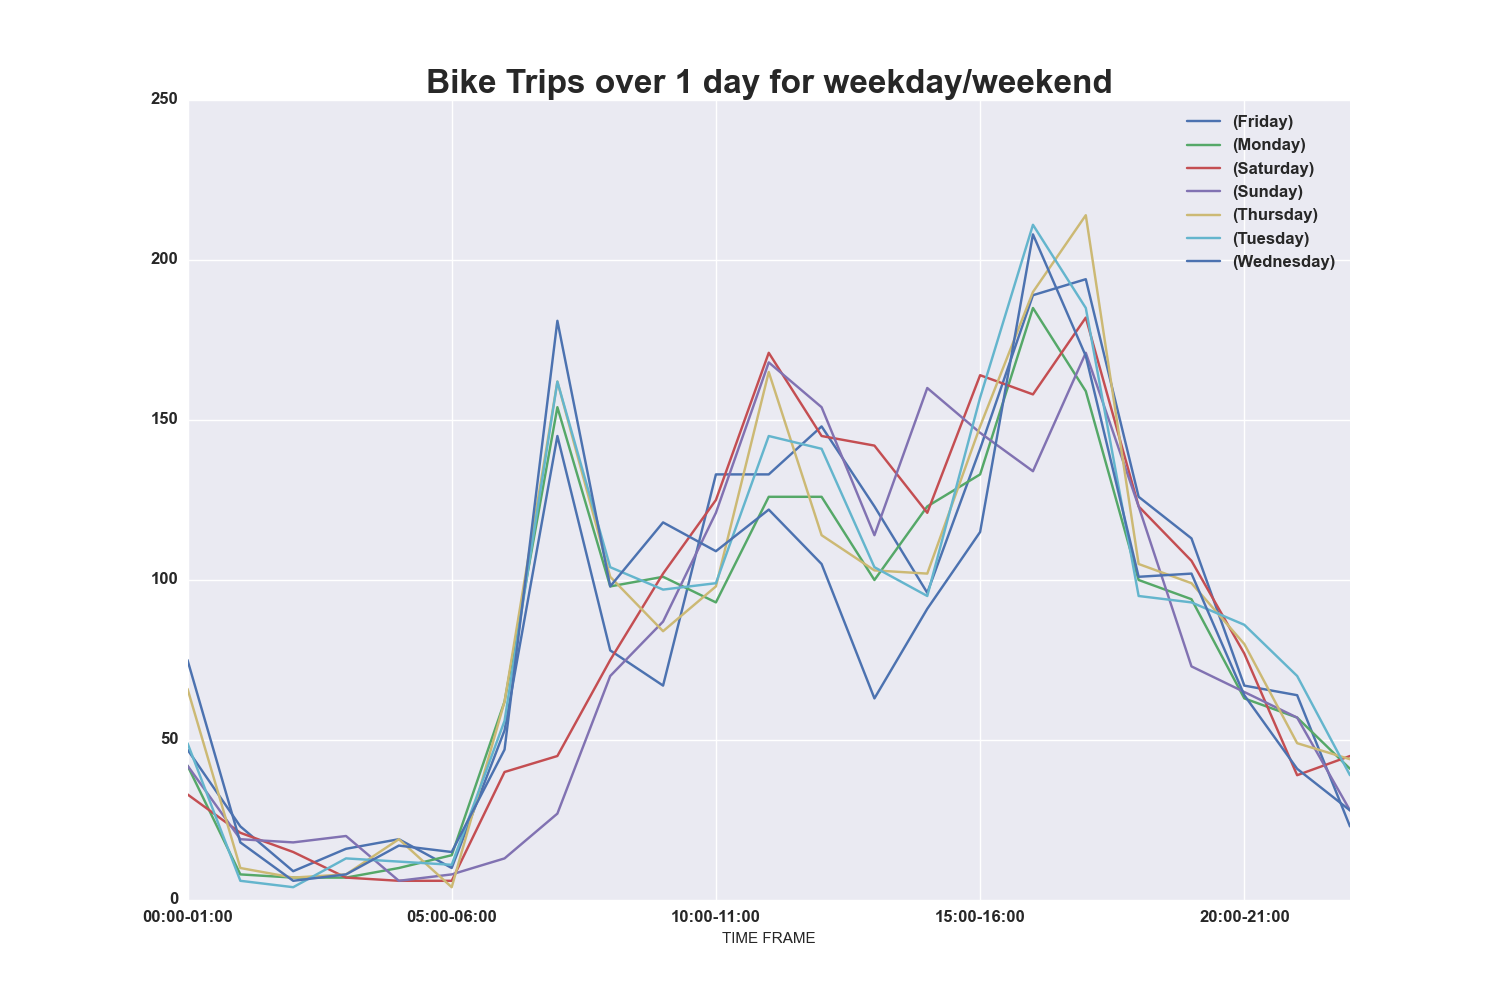 Bike Trips over 1 day for weekday/weekend
250
200
150
100
50
0
(Friday)
(Monday)
(Saturday)
(Sunday)
(Thursday)
(Tuesday)
(Wednesday)
00:00-01:00 05:00-06:00 10:00-11:00 15:00-16:00 20:00-21:00
TIME FRAME